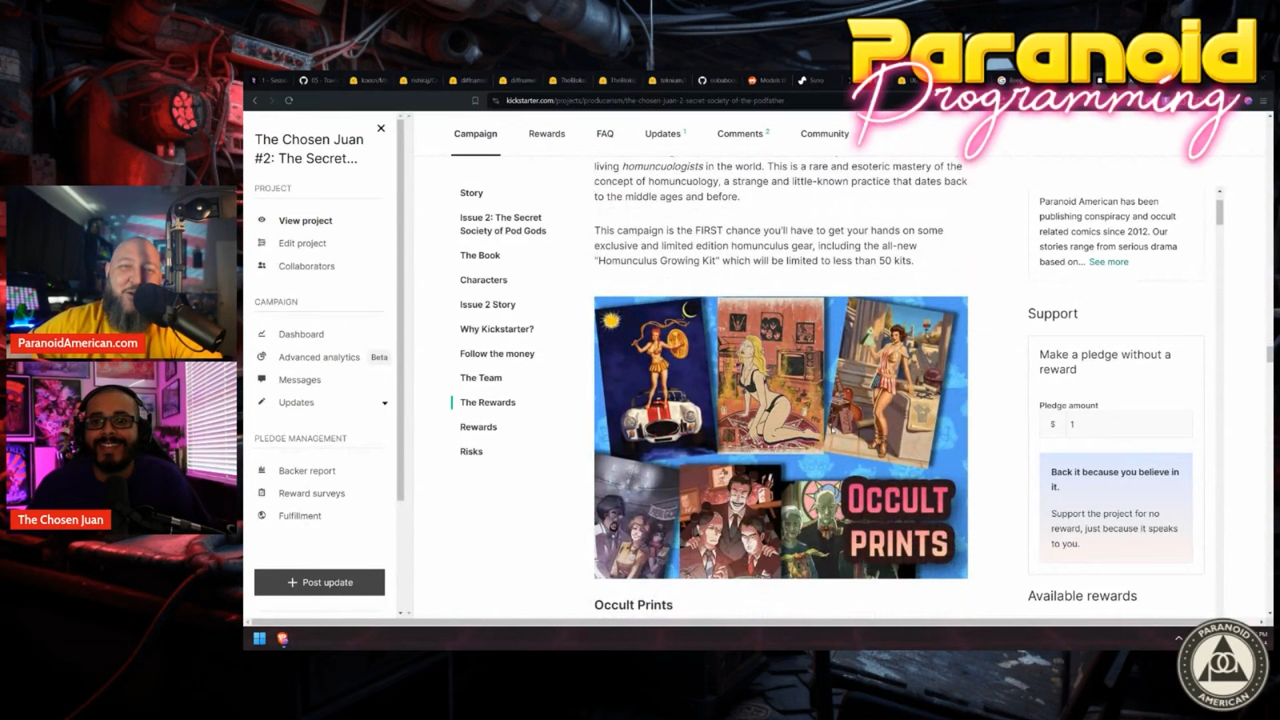 Paranoid
Programming
kickstarter.com/projects/producerism/the-chosen-juan-2-secret-society-of-the-podfather
The Chosen Juan
#2: The Secret...
PROJECT
View project
Edit project
Collaborators
CAMPAIGN
Dashboard
Advanced analytics Beta
Messages
Updates
PLEDGE MANAGEMENT
Backer report
Reward surveys
Fulfillment
+ Post update
Campaign Rewards FAQ Updates 1 Comments 2 Community
Story
Issue 2: The Secret
Society of Pod Gods
The Book
Characters
Issue 2 Story
Why Kickstarter?
Follow the money
The Team
The Rewards
Rewards
Risks
living homuncuologists in the world. This is a rare and esoteric mastery of the
concept of homuncuology, a strange and little-known practice that dates back
to the middle ages and before.
This campaign is the FIRST chance you'll have to get your hands on some
exclusive and limited edition homunculus gear, including the all-new
"Homunculus Growing Kit" which will be limited to less than 50 kits.
OCCULT
PRINTS
Occult Prints
Paranoid American has been
publishing conspiracy and occult
related comics since 2012. Our
stories range from serious drama
based on... See more
Support
Make a pledge without a
reward
Pledge amount
$ 1
Back it because you believe in
it.
Support the project for no
reward, just because it speaks
to you.
Available rewards
ParanoidAmerican.com
The Chosen Juan
PARANOID
AMERICAN